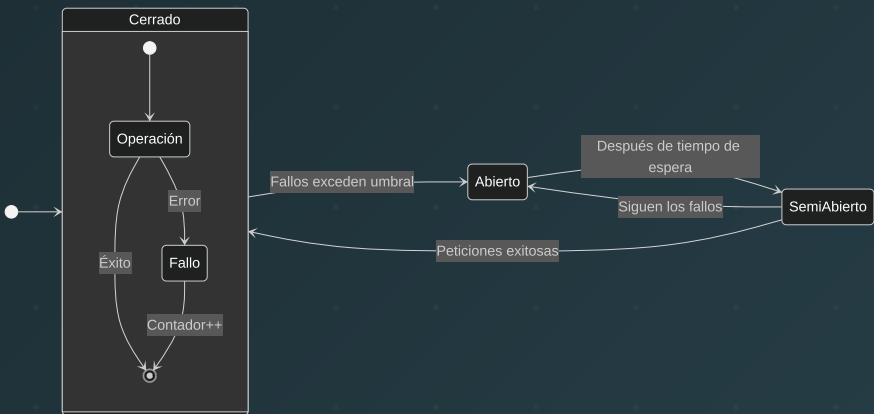 Cerrado
Operación
Error
Éxito
Fallo
Contador++
Fallos exceden umbral
Abierto
Después de tiempo de
espera
Siguen los fallos
SemiAbierto
Peticiones exitosas